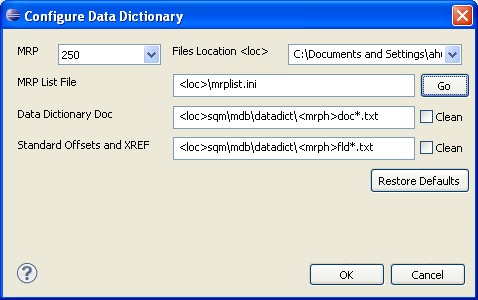 Configure Data Dictionary
MRP 250 Files Location <loc> C:\Documents and Settings\ahu
MRP List File <loc>\mrplist.ini Go
Data Dictionary Doc <loc>sqm\mdb\datadict\<mrph>doc*.txt Clean
Standard Offsets and XREF <loc>sqm\mdb\datadict\<mrph>fld*.txt Clean
Restore Defaults
? OK Cancel